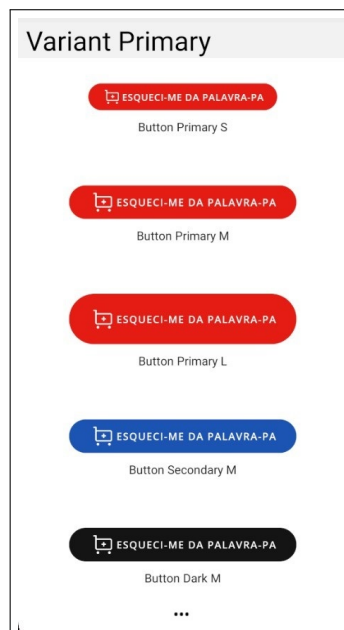 Variant Primary
ESQUECI-ME DA PALAVRA-PA
Button Primary S
ESQUECI-ME DA PALAVRA-PA
Button Primary M
ESQUECI-ME DA PALAVRA-PA
Button Primary L
ESQUECI-ME DA PALAVRA-PA
Button Secondary M
ESQUECI-ME DA PALAVRA-PA
Button Dark M
...